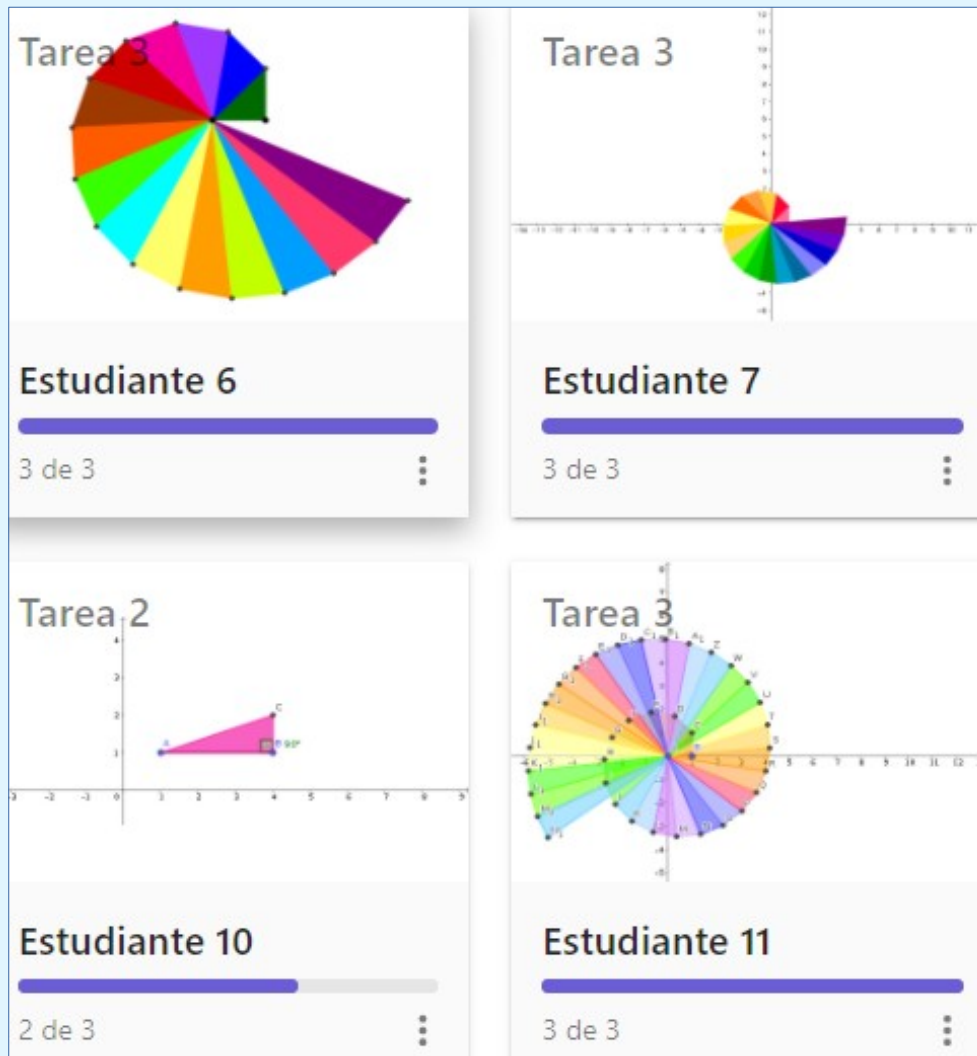 Tarea 3
Estudiante 6
3 de 3
Tarea 3
Estudiante 7
3 de 3
Tarea 2
A
C
B 90°
Estudiante 10
2 de 3
Tarea 3
Estudiante 11
3 de 3